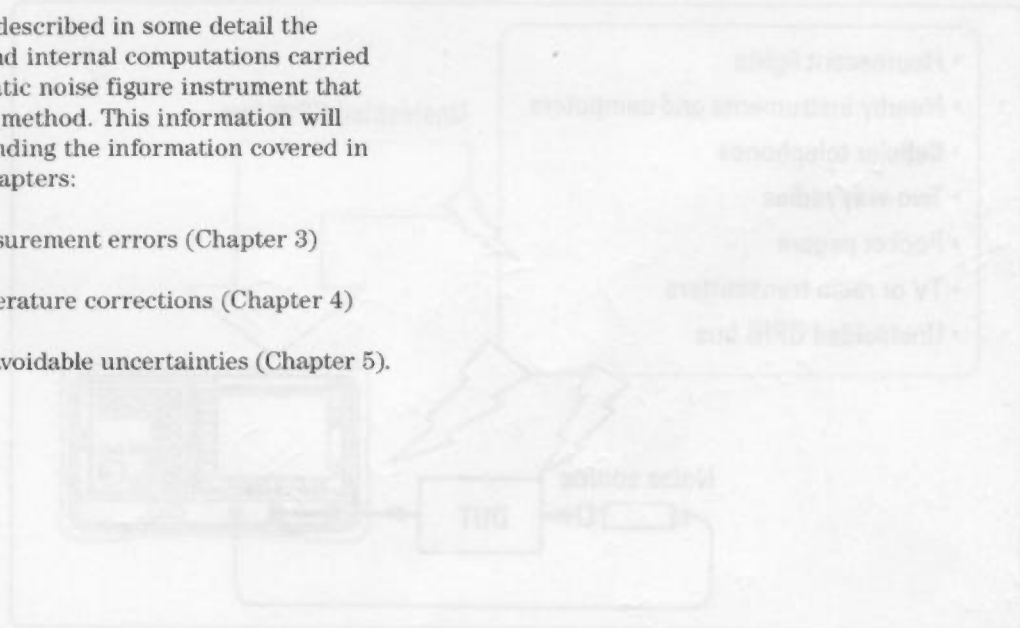 described in some detail the
nd internal computations carried
tic noise figure instrument that
method. This information will
nding the information covered in
apters:
surement errors (Chapter 3)
erature corrections (Chapter 4)
voidable uncertainties (Chapter 5).
• Fluorescent lights
• Nearby instruments and computers
• Cellular telephones
• Two-way radios
• Pocket pagers
• TV or radio transmitters
• Unshielded GPIB bus
Noise source
DUT